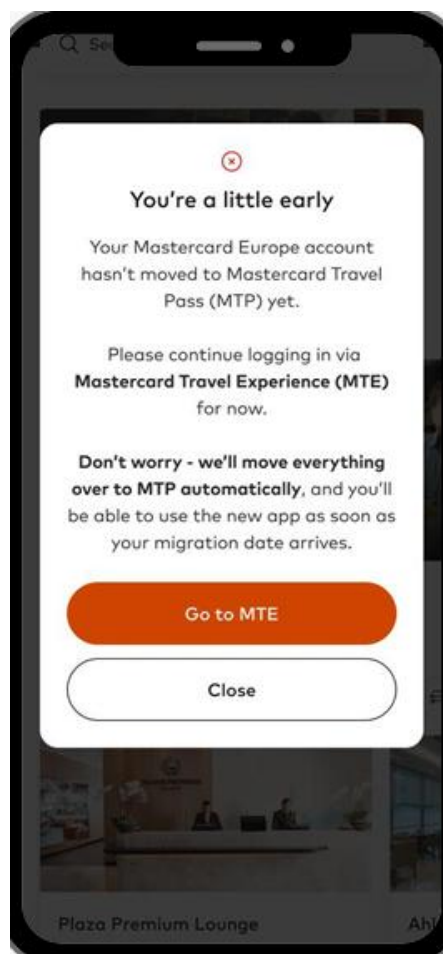 You're a little early
Your Mastercard Europe account
hasn't moved to Mastercard Travel
Pass (MTP) yet.
Please continue logging in via
Mastercard Travel Experience (MTE)
for now.
Don't worry - we'll move everything
over to MTP automatically, and you'll
be able to use the new app as soon as
your migration date arrives.
Go to MTE
Close
Plaza Premium Lounge